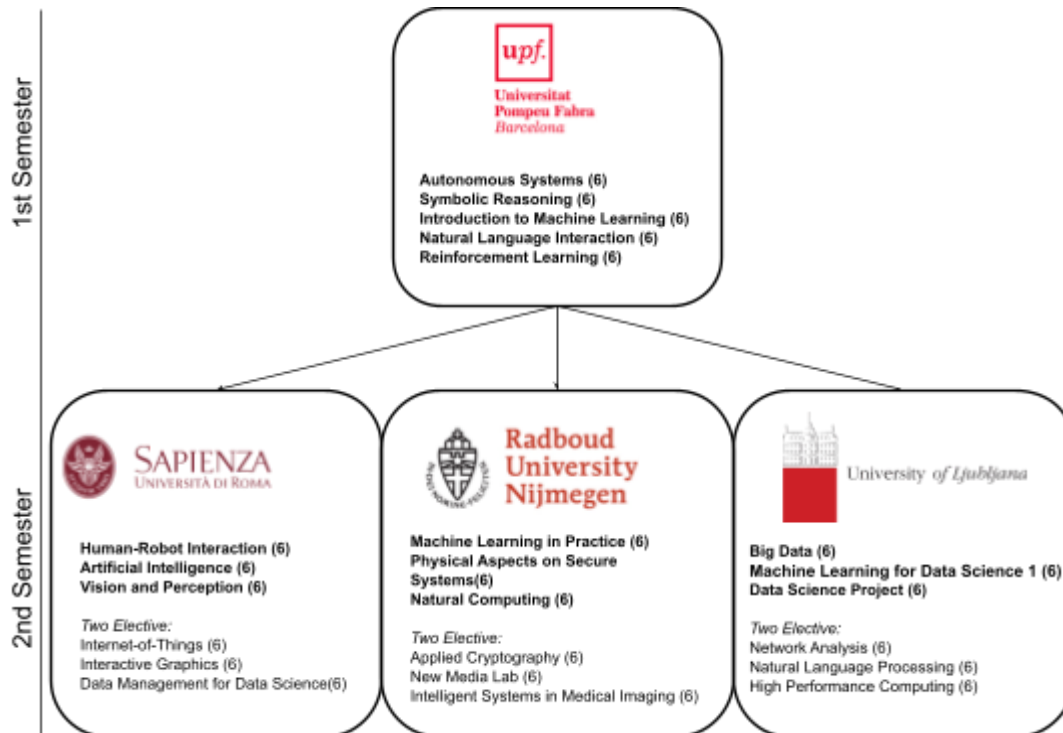 1st Semester
upf.
Universitat
Pompeu Fabra
Barcelona
Autonomous Systems (6)
Symbolic Reasoning (6)
Introduction to Machine Learning (6)
Natural Language Interaction (6)
Reinforcement Learning (6)
2nd Semester
SAPIENZA
UNIVERSITÀ DI ROMA
Human-Robot Interaction (6)
Artificial Intelligence (6)
Vision and Perception (6)
Two Elective:
Internet-of-Things (6)
Interactive Graphics (6)
Data Management for Data Science(6)
Radboud
University
Nijmegen
Machine Learning in Practice (6)
Physical Aspects on Secure
Systems(6)
Natural Computing (6)
Two Elective:
Applied Cryptography (6)
New Media Lab (6)
Intelligent Systems in Medical Imaging (6)
University of Ljubljana
Big Data (6)
Machine Learning for Data Science 1 (6)
Data Science Project (6)
Two Elective:
Network Analysis (6)
Natural Language Processing (6)
High Performance Computing (6)